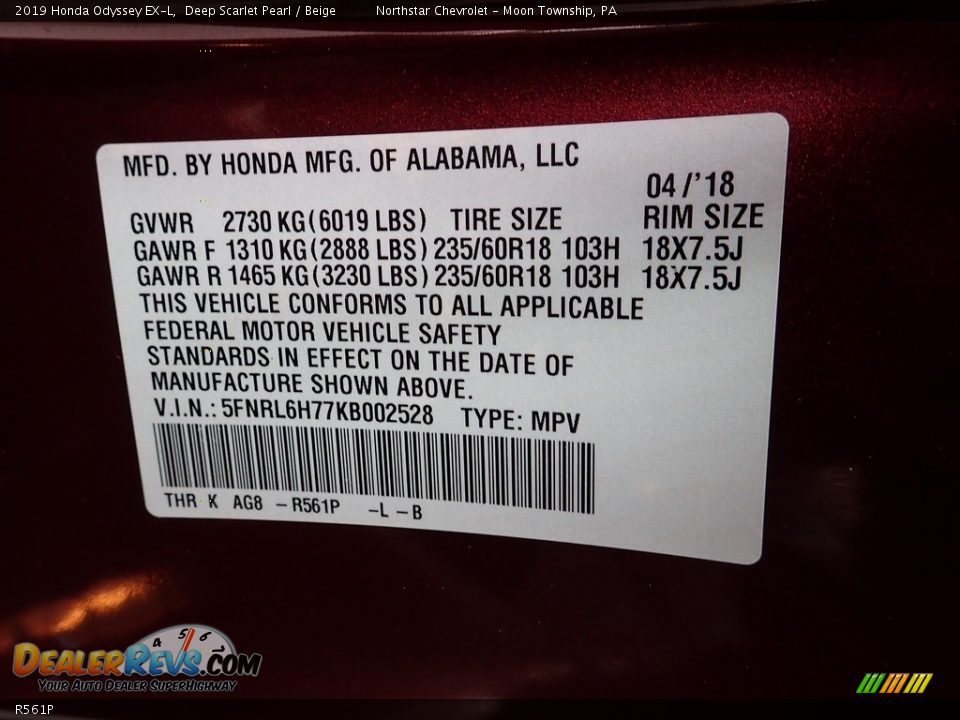 2019 Honda Odyssey EX-L, Deep Scarlet Pearl / Beige Northstar Chevrolet - Moon Township, PA
MFD. BY HONDA MFG. OF ALABAMA, LLC
04/'18
GVWR 2730 KG(6019 LBS) TIRE SIZE RIM SIZE
GAWR F 1310 KG(2888 LBS) 235/60R18 103H 18X7.5J
GAWR R 1465 KG(3230 LBS) 235/60R18 103H 18X7.5J
THIS VEHICLE CONFORMS TO ALL APPLICABLE
FEDERAL MOTOR VEHICLE SAFETY
STANDARDS IN EFFECT ON THE DATE OF
MANUFACTURE SHOWN ABOVE.
V.I.N.: 5FNRL6H77KB002528 TYPE: MPV
THR K AG8 -R561P -L -B
4 5 6 7
DEALERREVS.COM
YOUR AUTO DEALER SUPERHIGHWAY
R561P